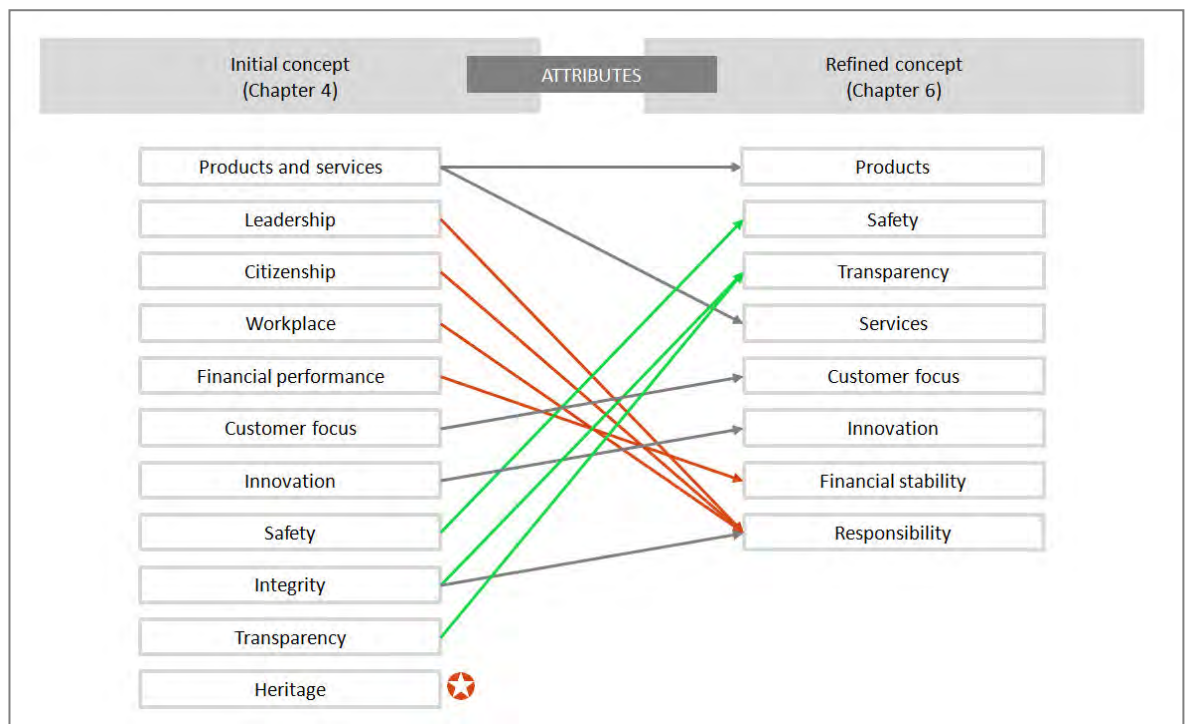 Initial concept
(Chapter 4)
ATTRIBUTES
Refined concept
(Chapter 6)
Products and services
Products
Leadership
Safety
Citizenship
Transparency
Workplace
Services
Financial performance
Customer focus
Customer focus
Innovation
Innovation
Financial stability
Safety
Responsibility
Integrity
Transparency
Heritage